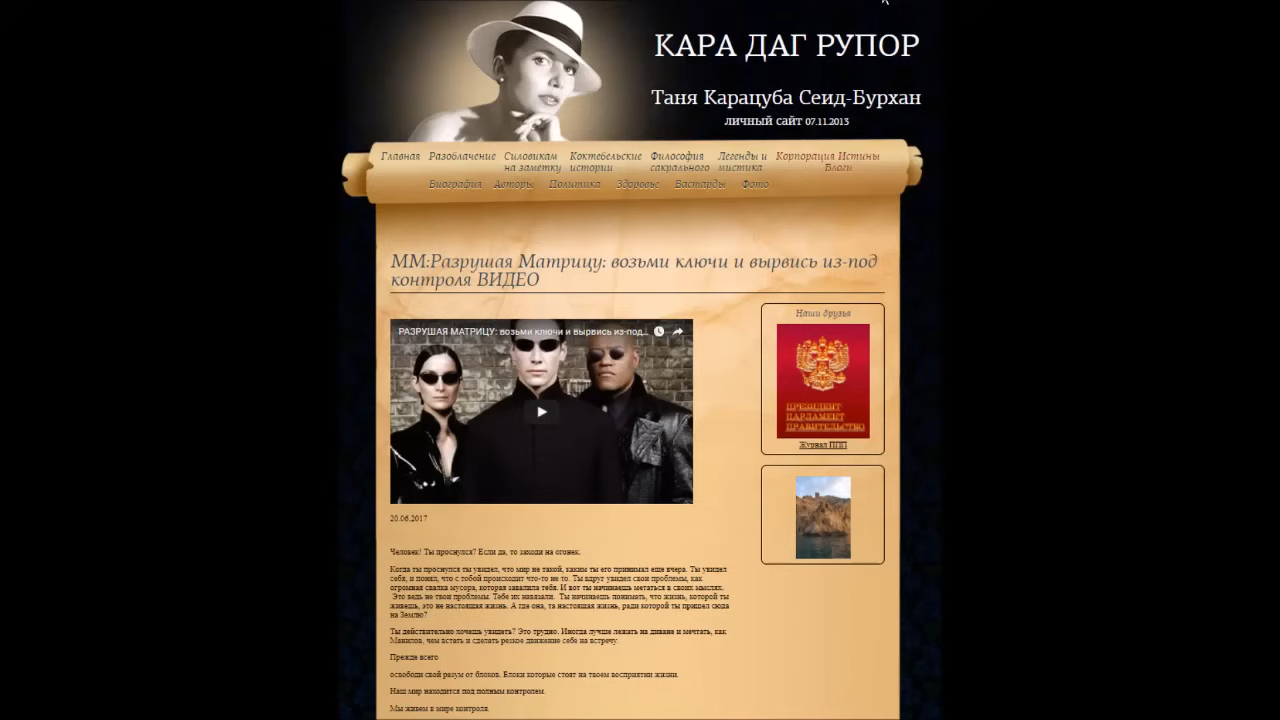 КАРА ДАГ РУПОР
Таня Карацуба Сеид-Бурхан
личный сайт 07.11.2013
Главная Разоблачение Силовикам на заметку Коктебельские истории Философия сакрального Легенды и мистика Корпорация Истины Блоги
Биография Авторы Политика Здоровье Вастарды Фото
ММ:Разрушая Матрицу: возьми ключи и вырвись из-под
контроля ВИДЕО
Наши друзья
РАЗРУШАЯ МАТРИЦУ: возьми ключи и вырвись из-под...
ПРЕЗИДЕНТ
ПАРЛАМЕНТ
ПРАВИТЕЛЬСТВО
Журнал ППП
20.06.2017
Человек! Ты проснулся? Если да, то заходи на огонек.
Когда ты проснулся ты увидел, что мир не такой, каким ты его принимал еще вчера. Ты увидел
себя, и понял, что с тобой происходит что-то не то. Ты вдруг увидел свои проблемы, как
огромная свалка мусора, которая завалила тебя. И вот ты начинаешь метаться в своих мыслях.
Это ведь не твои проблемы. Тебе их навязали. Ты начинаешь понимать, что жизнь, которой ты
живешь, это не настоящая жизнь. А где она, та настоящая жизнь, ради которой ты пришел сюда
на Землю?
Ты действительно хочешь увидеть? Это трудно. Иногда лучше лежать на диване и мечтать, как
Манилов, чем встать и сделать резкое движение себе на встречу.
Прежде всего
освободи свой разум от блоков. Блоки которые стоят на твоем восприятии жизни.
Наш мир находится под полным контролем.
Мы живем в мире контроля.